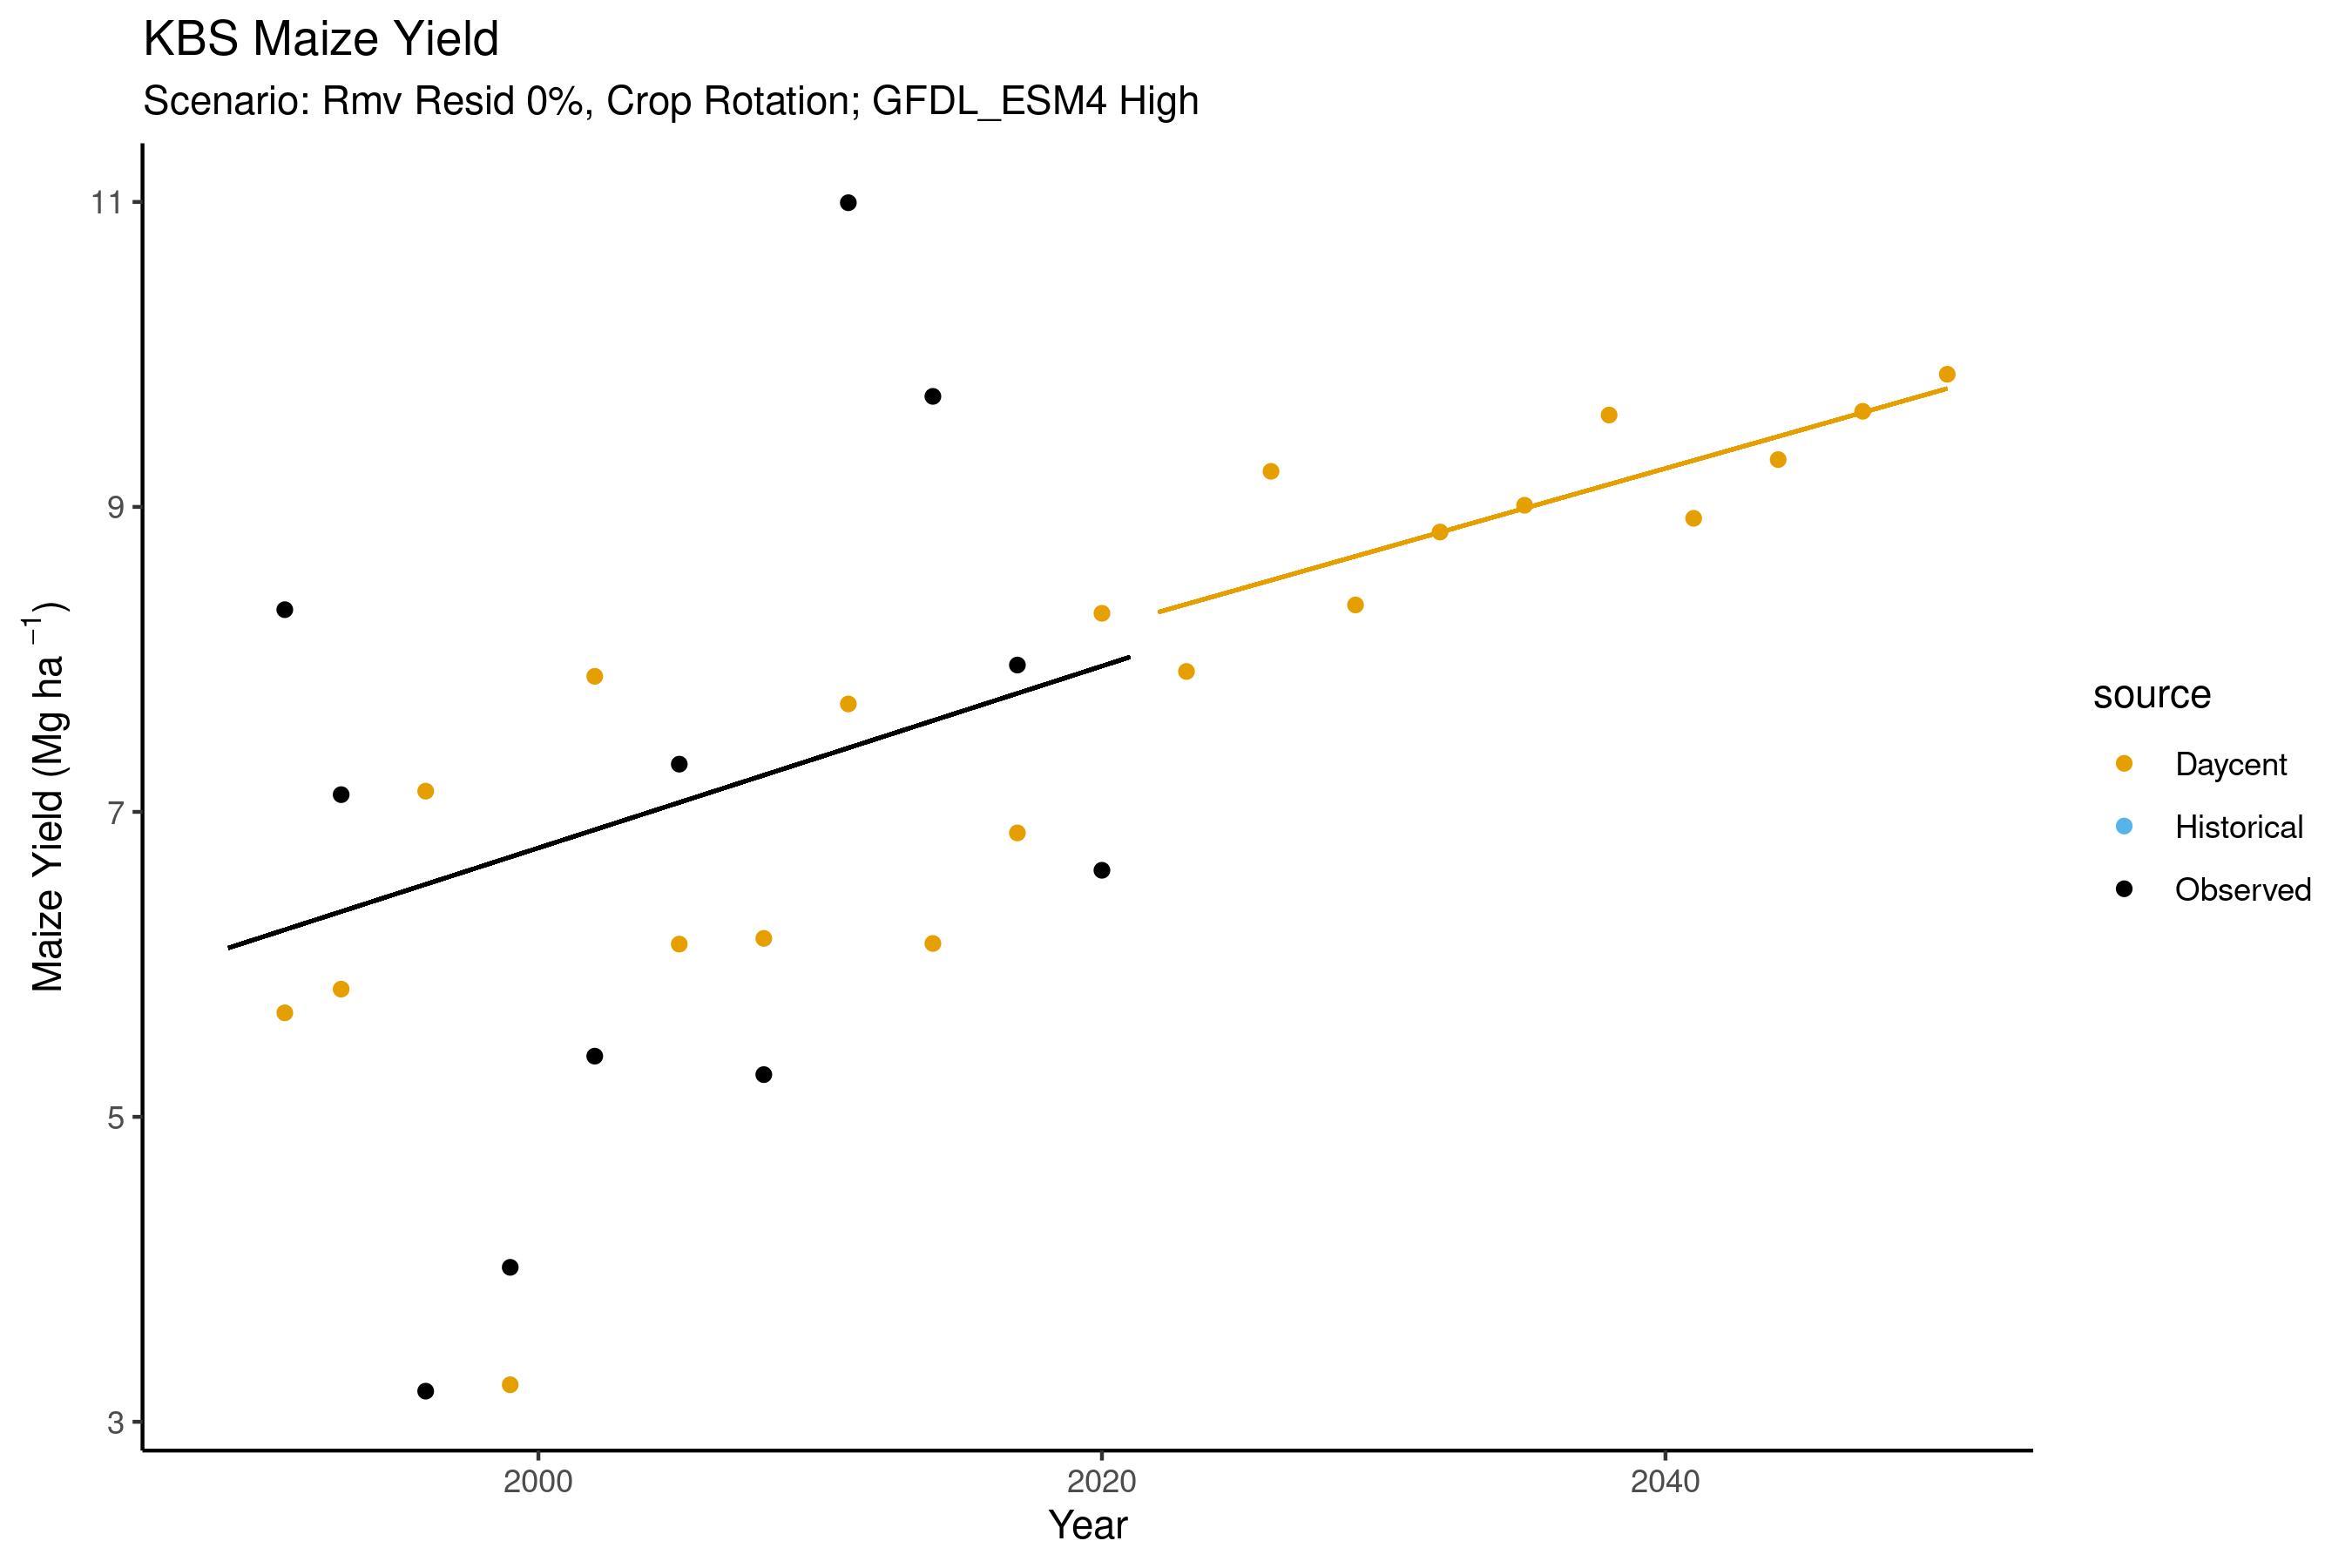 KBS Maize Yield
Scenario: Rmv Resid 0%, Crop Rotation; GFDL_ESM4 High
11
9
7
5
3
Maize Yield (Mg ha⁻¹)
2000
2020
2040
Year
source
Daycent
Historical
Observed